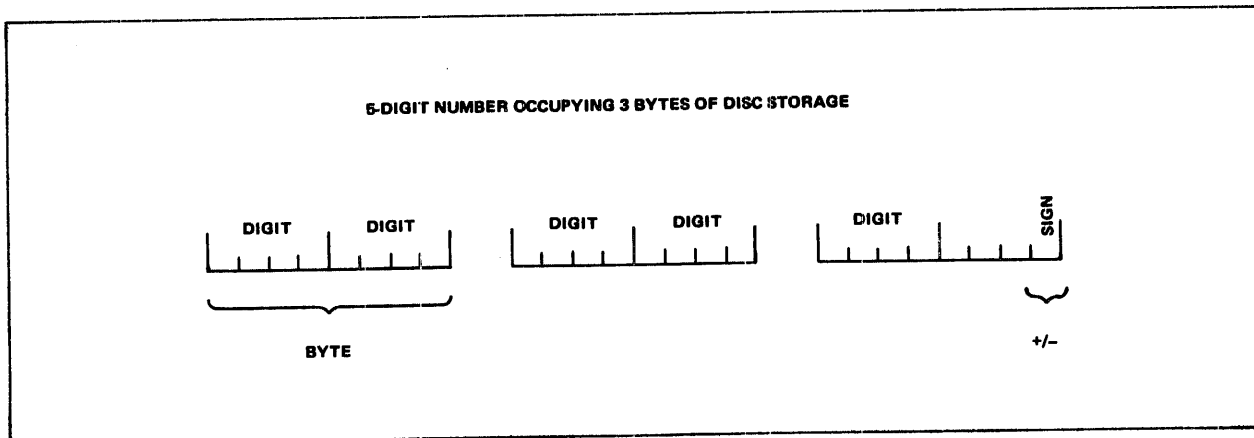 5-DIGIT NUMBER OCCUPYING 3 BYTES OF DISC STORAGE
DIGIT DIGIT DIGIT DIGIT DIGIT SIGN
BYTE +/−